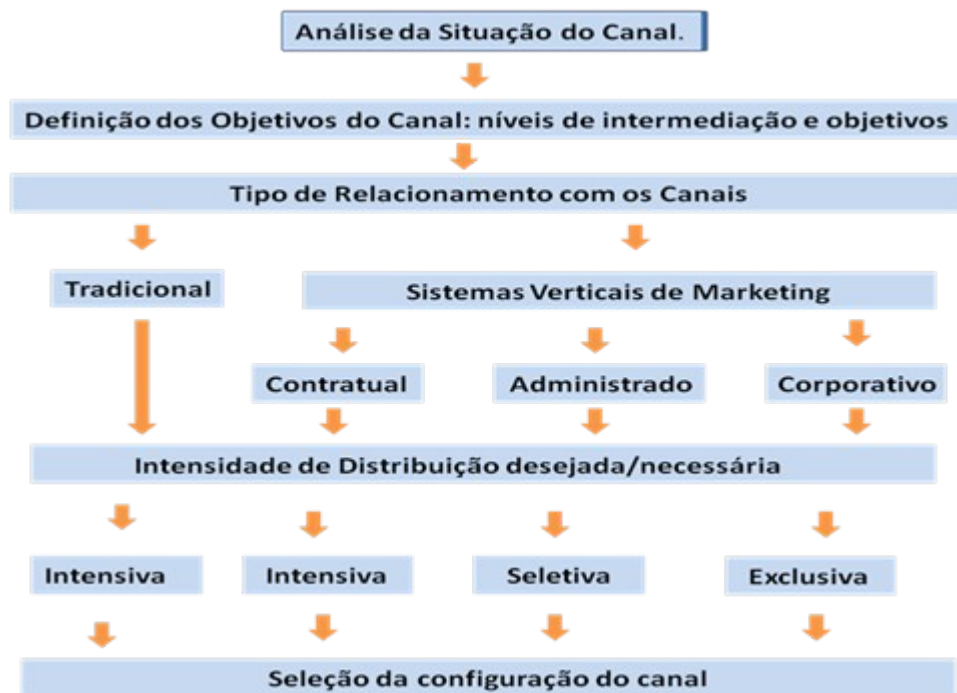 Análise da Situação do Canal.
Definição dos Objetivos do Canal: níveis de intermediação e objetivos
Tipo de Relacionamento com os Canais
Tradicional
Sistemas Verticais de Marketing
Contratual
Administrado
Corporativo
Intensidade de Distribuição desejada/necessária
Intensiva
Intensiva
Seletiva
Exclusiva
Seleção da configuração do canal